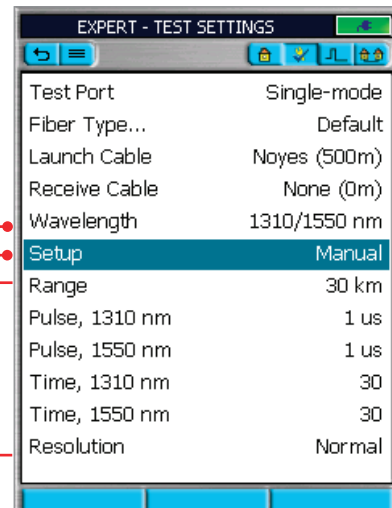 EXPERT - TEST SETTINGS
Test Port Single-mode
Fiber Type... Default
Launch Cable Noyes (500m)
Receive Cable None (0m)
Wavelength 1310/1550 nm
Setup Manual
Range 30 km
Pulse, 1310 nm 1 us
Pulse, 1550 nm 1 us
Time, 1310 nm 30
Time, 1550 nm 30
Resolution Normal